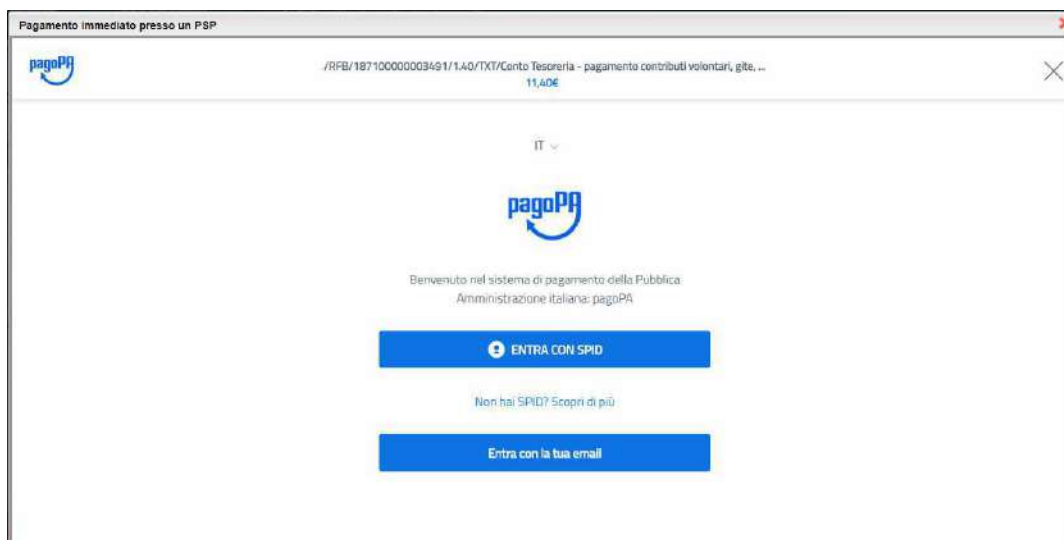 Pagamento immediato presso un PSP
pagoPA
/RFB/187100000003491/1.40/TXT/Conto Tesoreria - pagamento contributi volontari, gite, ...
11,40€
IT
pagoPA
Benvenuto nel sistema di pagamento della Pubblica
Amministrazione italiana: pagoPA
ENTRA CON SPID
Non hai SPID? Scopri di più
Entra con la tua email